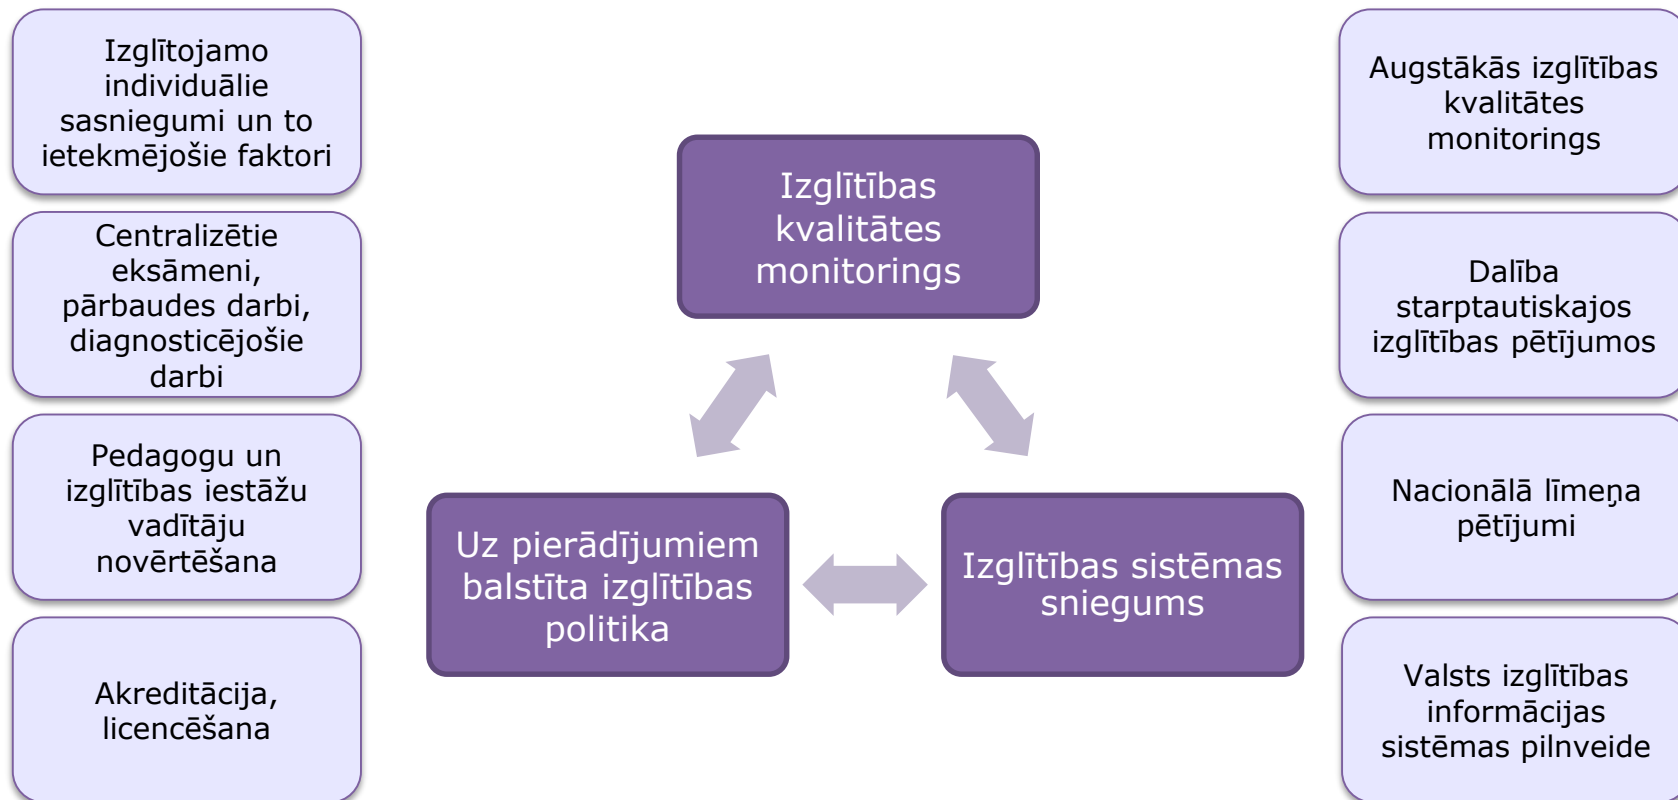 Izglītojamo
individuālie
sasniegumi un to
ietekmējošie faktori
Centralizētie
eksāmeni,
pārbaudes darbi,
diagnosticējošie
darbi
Pedagogu un
izglītības iestāžu
vadītāju
novērtēšana
Akreditācija,
licencēšana
Izglītības
kvalitātes
monitorings
Uz pierādījumiem
balstīta izglītības
politika
Izglītības sistēmas
sniegums
Augstākās izglītības
kvalitātes
monitorings
Dalība
starptautiskajos
izglītības pētījumos
Nacionālā līmeņa
pētījumi
Valsts izglītības
informācijas
sistēmas pilnveide